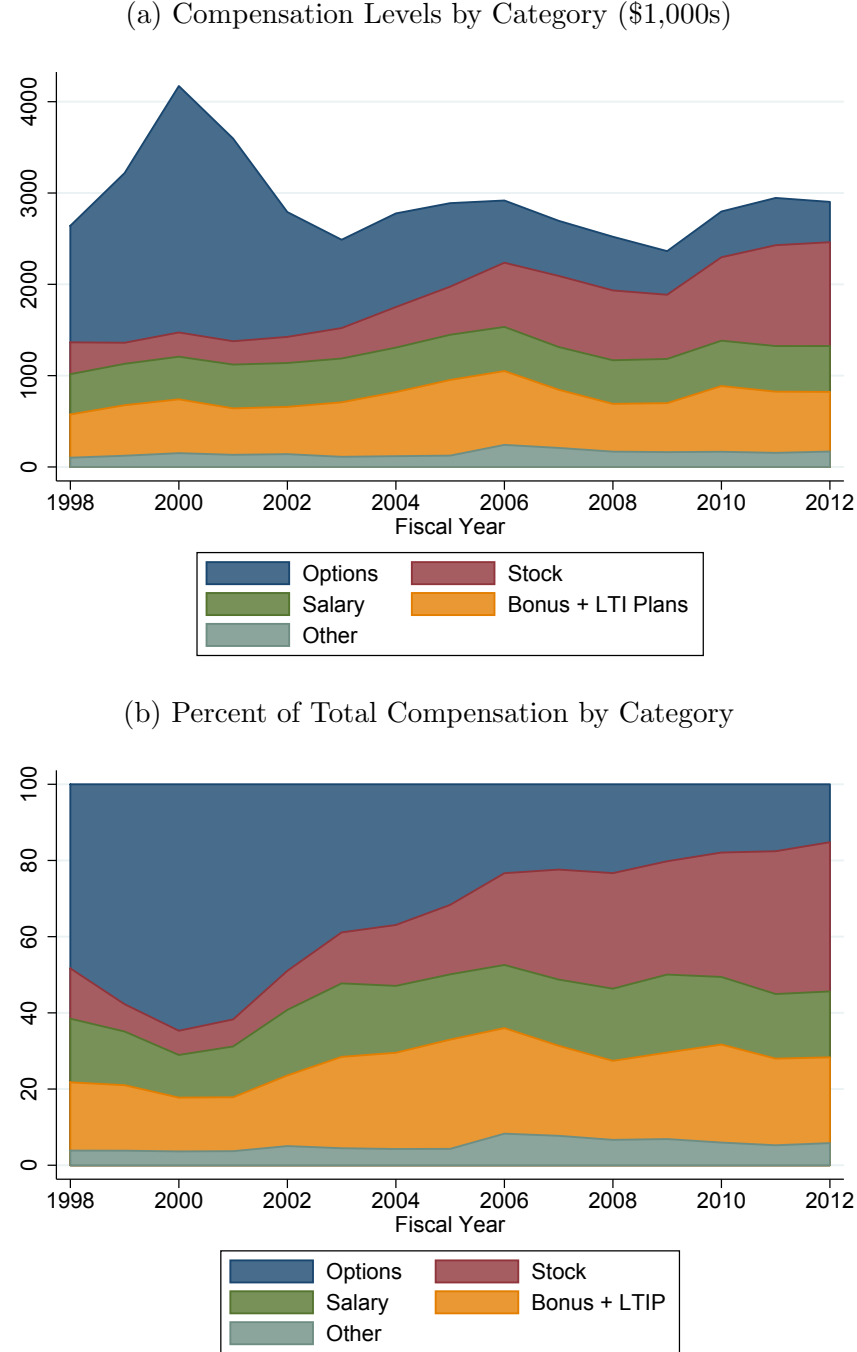 (a) Compensation Levels by Category ($1,000s)
4000
3000
2000
1000
0
1998 2000 2002 2004 2006 2008 2010 2012
Fiscal Year
Options Stock
Salary Bonus + LTI Plans
Other
(b) Percent of Total Compensation by Category
100
80
60
40
20
0
1998 2000 2002 2004 2006 2008 2010 2012
Fiscal Year
Options Stock
Salary Bonus + LTIP
Other